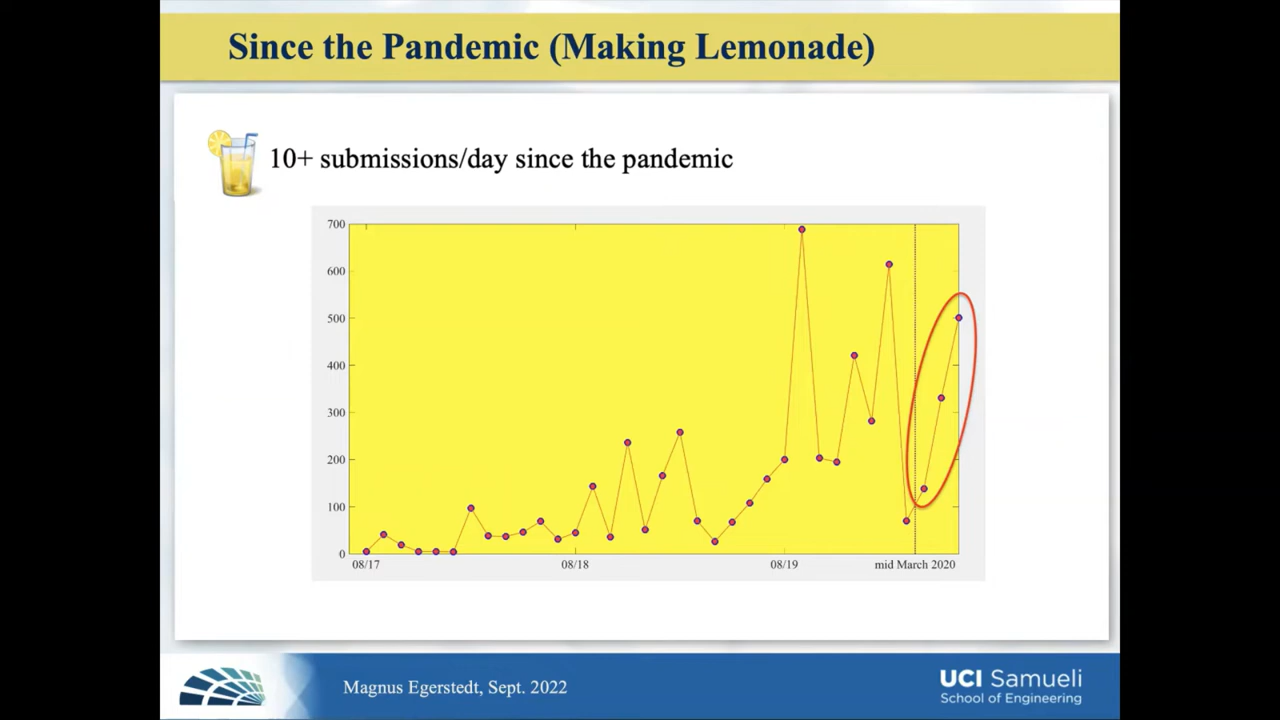 Since the Pandemic (Making Lemonade)
10+ submissions/day since the pandemic
700
600
500
400
300
200
100
0
08/17 08/18 08/19 mid March 2020
Magnus Egerstedt, Sept. 2022
UCI Samueli
School of Engineering